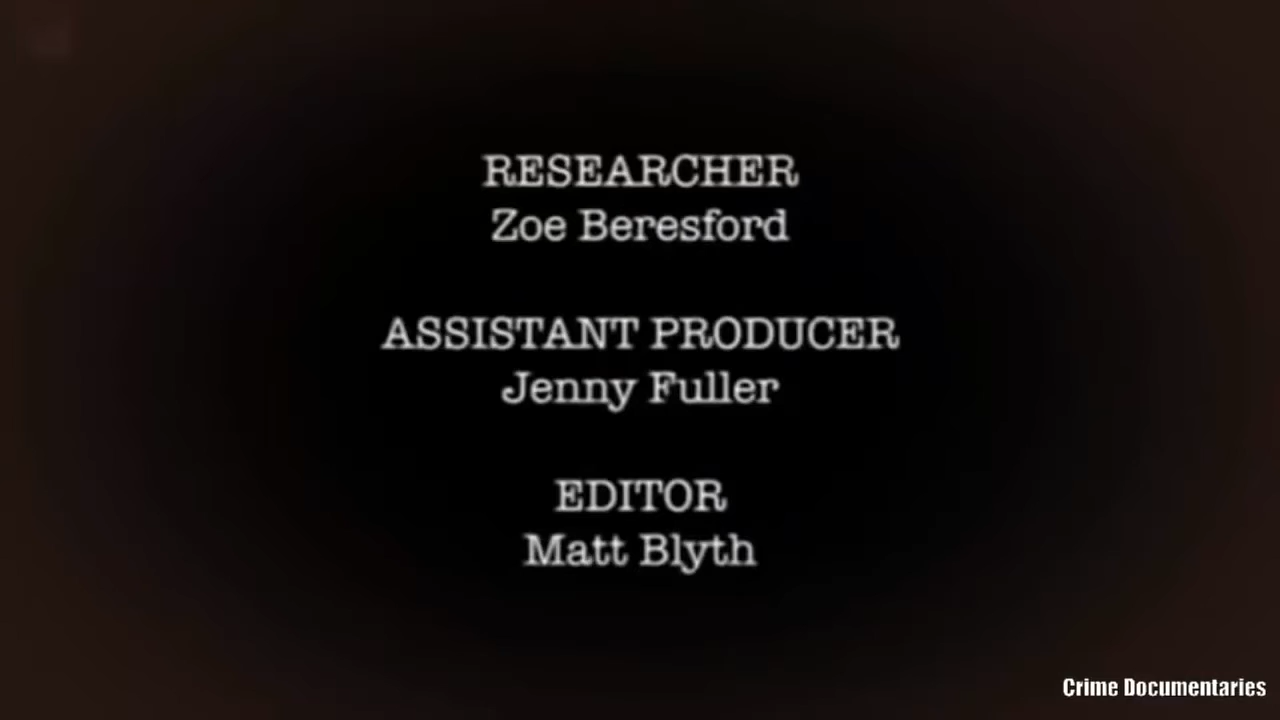 RESEARCHER
Zoe Beresford
ASSISTANT PRODUCER
Jenny Fuller
EDITOR
Matt Blyth
Crime Documentaries